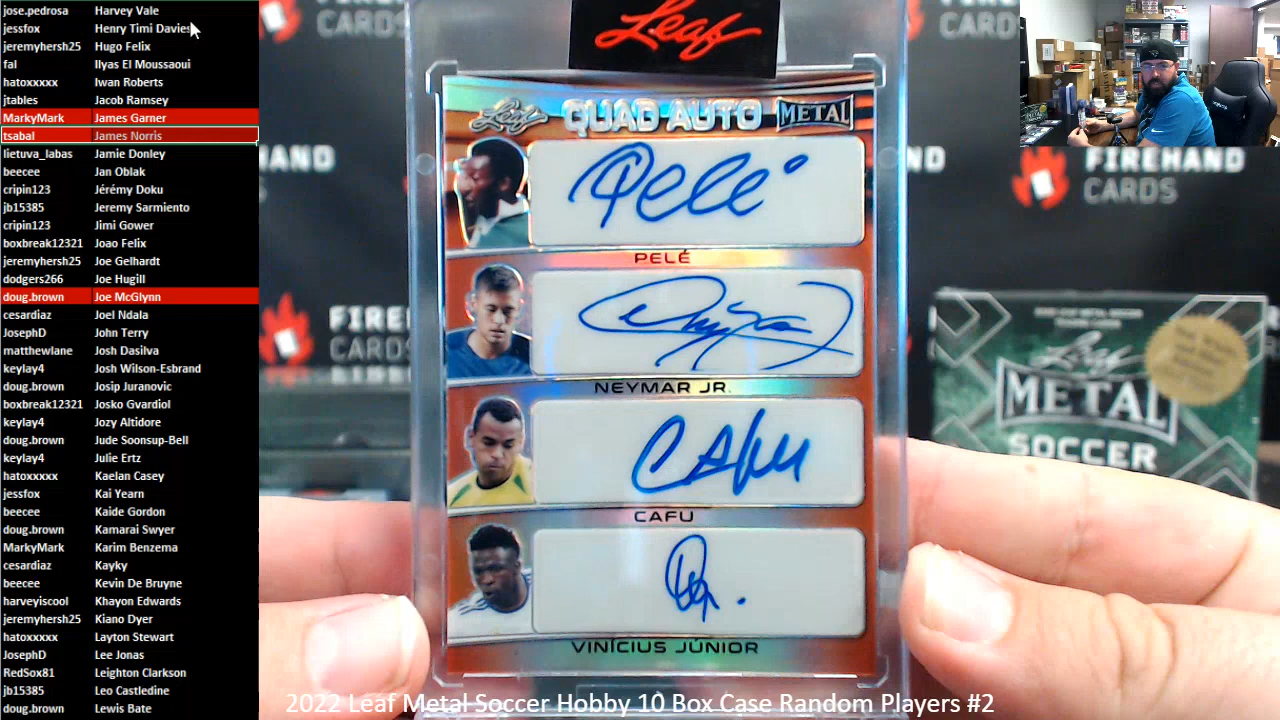 jose.pedrosa Harvey Vale
jessfox Henry Timi Davies
jeremyhersh25 Hugo Felix
fal Ilyas El Moussaoui
hatoxxxxx Iwan Roberts
jtables Jacob Ramsey
MarkyMark James Garner
tsabal James Norris
lietuva_labas Jamie Donley
beecee Jan Oblak
cripin123 Jérémy Doku
jb15385 Jeremy Sarmiento
cripin123 Jimi Gower
boxbreak12321 Joao Felix
jeremyhersh25 Joe Gelhardt
dodgers266 Joe Hugill
doug.brown Joe McGlynn
cesardiaz Joel Ndala
JosephD John Terry
matthewlane Josh Dasilva
keylay4 Josh Wilson-Esbrand
doug.brown Josip Juranovic
boxbreak12321 Josko Gvardiol
keylay4 Jozy Altidore
doug.brown Jude Soonsup-Bell
keylay4 Julie Ertz
hatoxxxxx Kaelan Casey
jessfox Kai Yearn
beecee Kaide Gordon
doug.brown Kamarai Swyer
MarkyMark Karim Benzema
cesardiaz Kayky
beecee Kevin De Bruyne
harveyiscool Khayon Edwards
jeremyhersh25 Kiano Dyer
hatoxxxxx Layton Stewart
JosephD Lee Jonas
RedSox81 Leighton Clarkson
jb15385 Leo Castledine
doug.brown Lewis Bate
Leaf
Leaf QUAD AUTO METAL
Pelé
PELÉ
NEYMAR JR.
CAFU
CAFU
VINÍCIUS JÚNIOR
CARDS
CARDS
FIREHAND
CARDS
FIREHAND
CARDS
FIREH
CARDS
Leaf
METAL
SOCCER
2022 Leaf Metal Soccer Hobby 10 Box Case Random Players #2